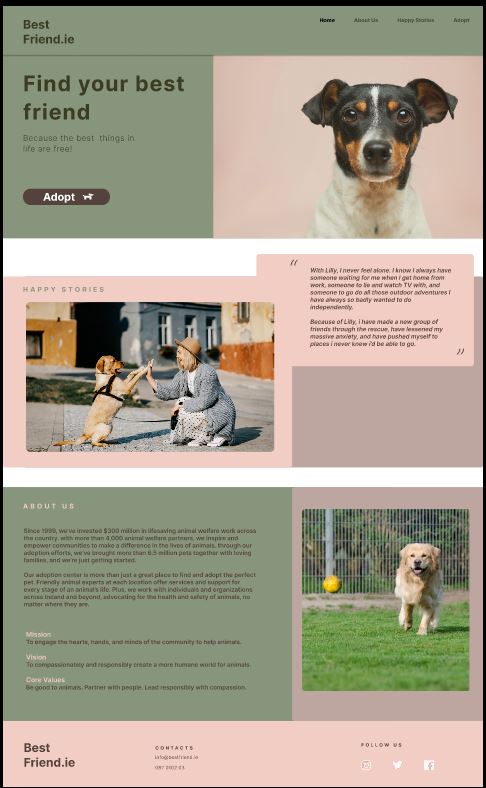 Best
Friend.ie
Home About Us Happy Stories Adopt
Find your best
friend
Because the best things in
life are free!
Adopt
HAPPY STORIES
“
With Lilly, I never feel alone. I know I always have
someone waiting for me when I get home from
work, someone to lie and watch TV with, and
someone to go do all those outdoor adventures I
have always so badly wanted to do
independently.
Because of Lilly, i have made a new group of
friends through the rescue, have lessened my
massive anxiety, and have pushed myself to
places i never knew i'd be able to go.
”
ABOUT US
Since 1999, we've invested $300 million in lifesaving animal welfare work across
the country, with more than 4,000 animal welfare partners, we inspire and
empower communities to make a difference in the lives of animals, through our
adoption efforts, we've brought more than 6.5 million pets together with loving
families, and we're just getting started.
Our adoption center is more than just a great place to find and adopt the perfect
pet. Friendly animal experts at each location offer services and support for
every stage of an animal's life. Plus, we work with individuals and organizations
across Ireland and beyond, advocating for the health and safety of animals, no
matter where they are.
Mission
To engage the hearts, hands, and minds of the community to help animals.
Vision
To compassionately and responsibly create a more humane world for animals.
Core Values
Be good to animals. Partner with people. Lead responsibly with compassion.
Best
Friend.ie
CONTACTS
info@bestfriend.ie
FOLLOW US